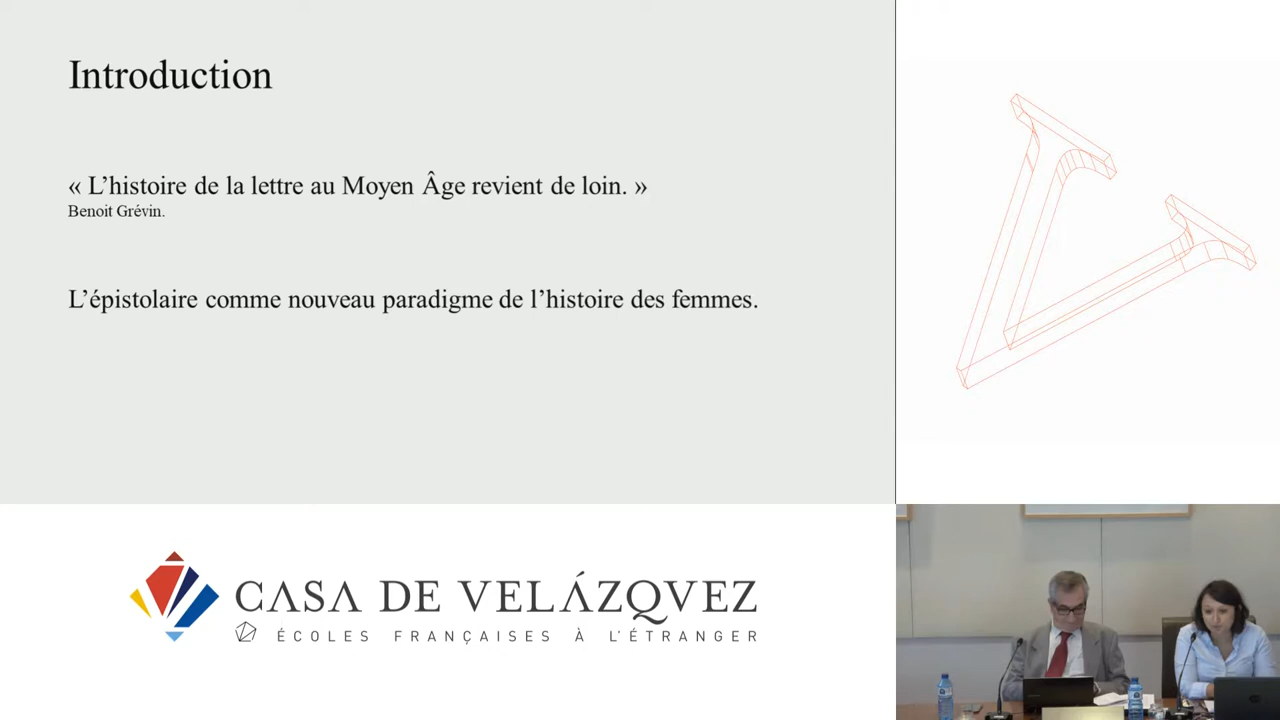 Introduction
« L’histoire de la lettre au Moyen Âge revient de loin. »
Benoit Grévin.
L’épistolaire comme nouveau paradigme de l’histoire des femmes.
CASA DE VELÁZQVEZ
ÉCOLES FRANÇAISES À L'ÉTRANGER